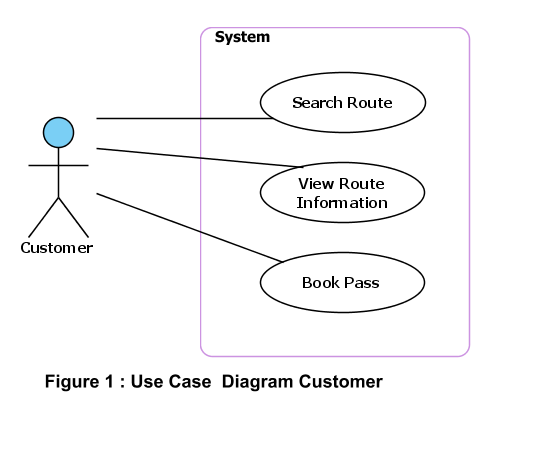 System
Search Route
View Route
Information
Book Pass
Customer
Figure 1 : Use Case  Diagram Customer